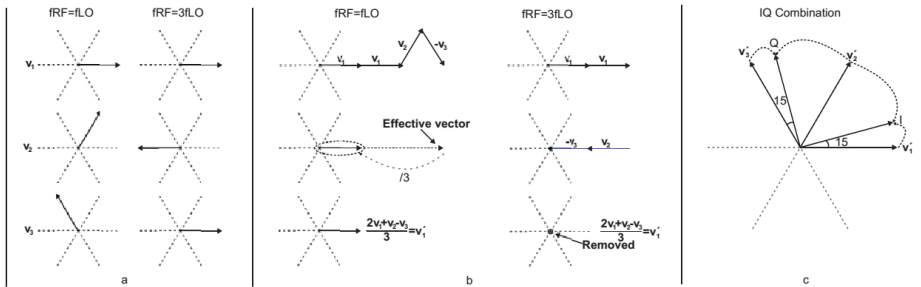 fRF=fLO fRF=3fLO
v₁
v₂
v₃
a
fRF=fLO fRF=3fLO
v₁ v₁ v₂ -v₃
v₁ v₁
Effective vector
/3
-v₃ v₂
2v₁+v₂-v₃/3=v₁′
2v₁+v₂-v₃/3=v₁′
Removed
b
IQ Combination
v₃′ Q v₂′
15
I
15
v₁′
c